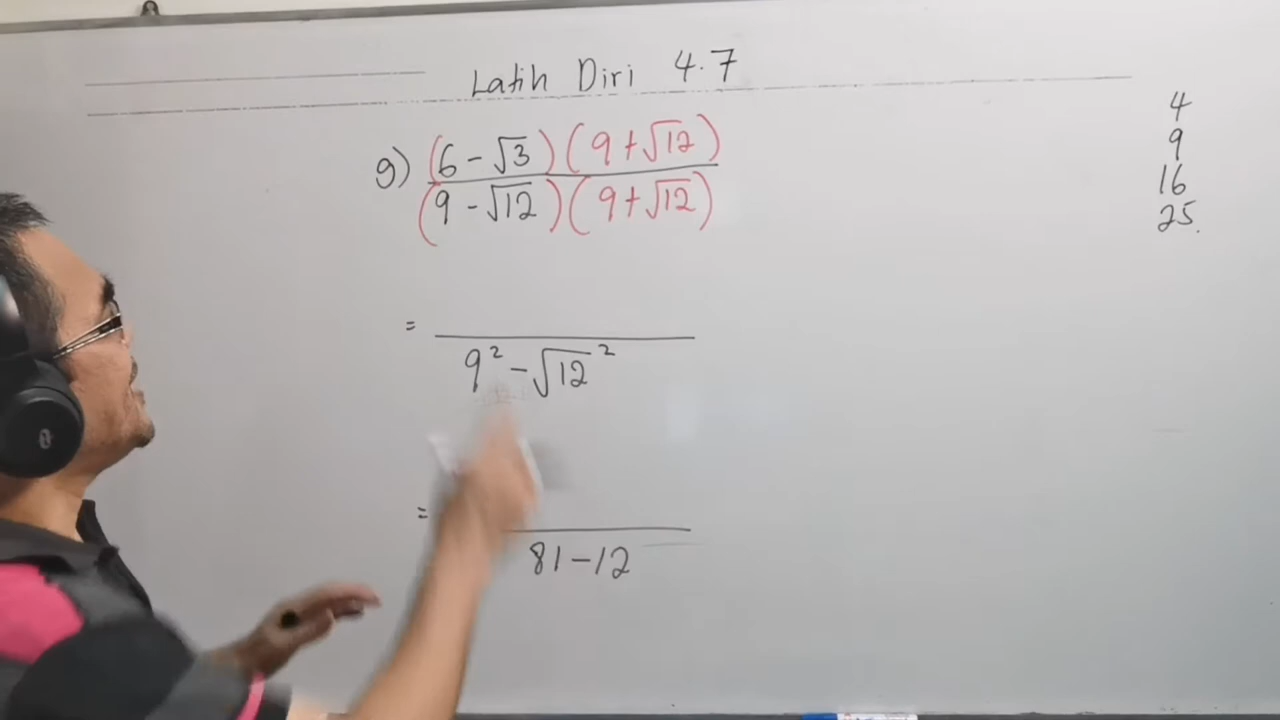 Latih Diri 4.7
g) (6 - √3)(9 + √12)
(9 - √12)(9 + √12)
=
9² - √12²
=
81 - 12
4
9
16
25.